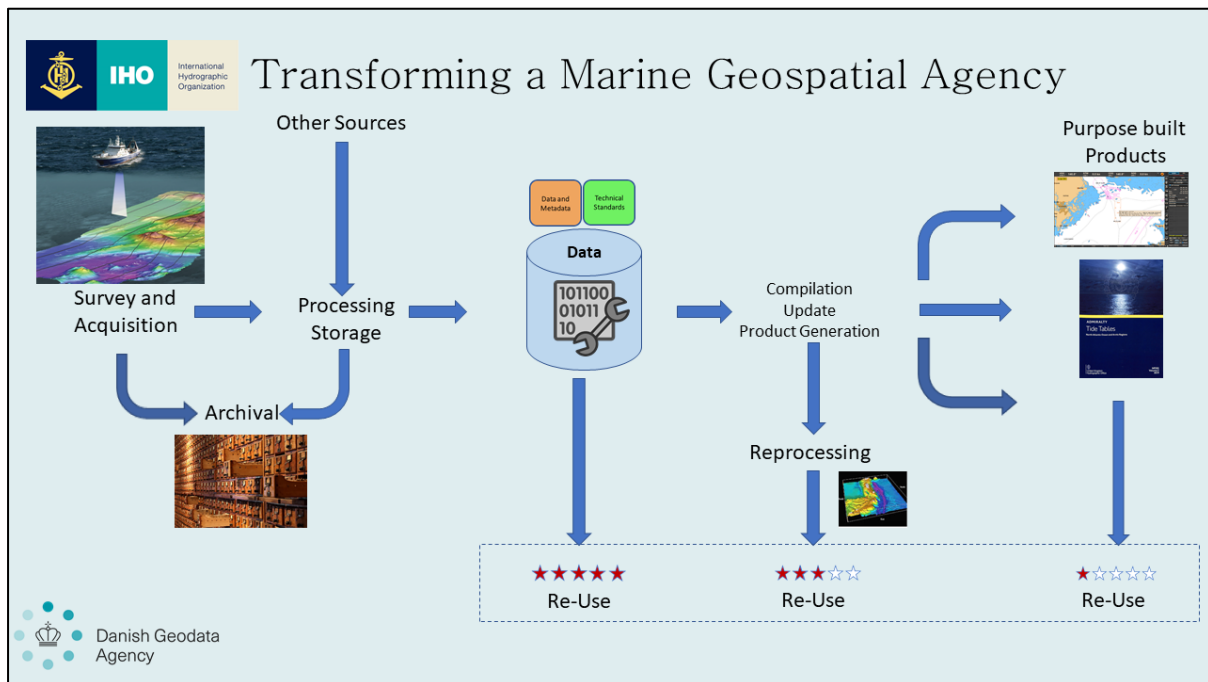 IHO
International
Hydrographic
Organization
Transforming a Marine Geospatial Agency
Other Sources
Purpose built
Products
Data and
Metadata
Technical
Standards
Data
101100
01011
10
Survey and
Acquisition
Processing
Storage
Compilation
Update
Product Generation
ADMIRALTY
Tide Tables
Archival
Reprocessing
Re-Use
Re-Use
Re-Use
Danish Geodata
Agency